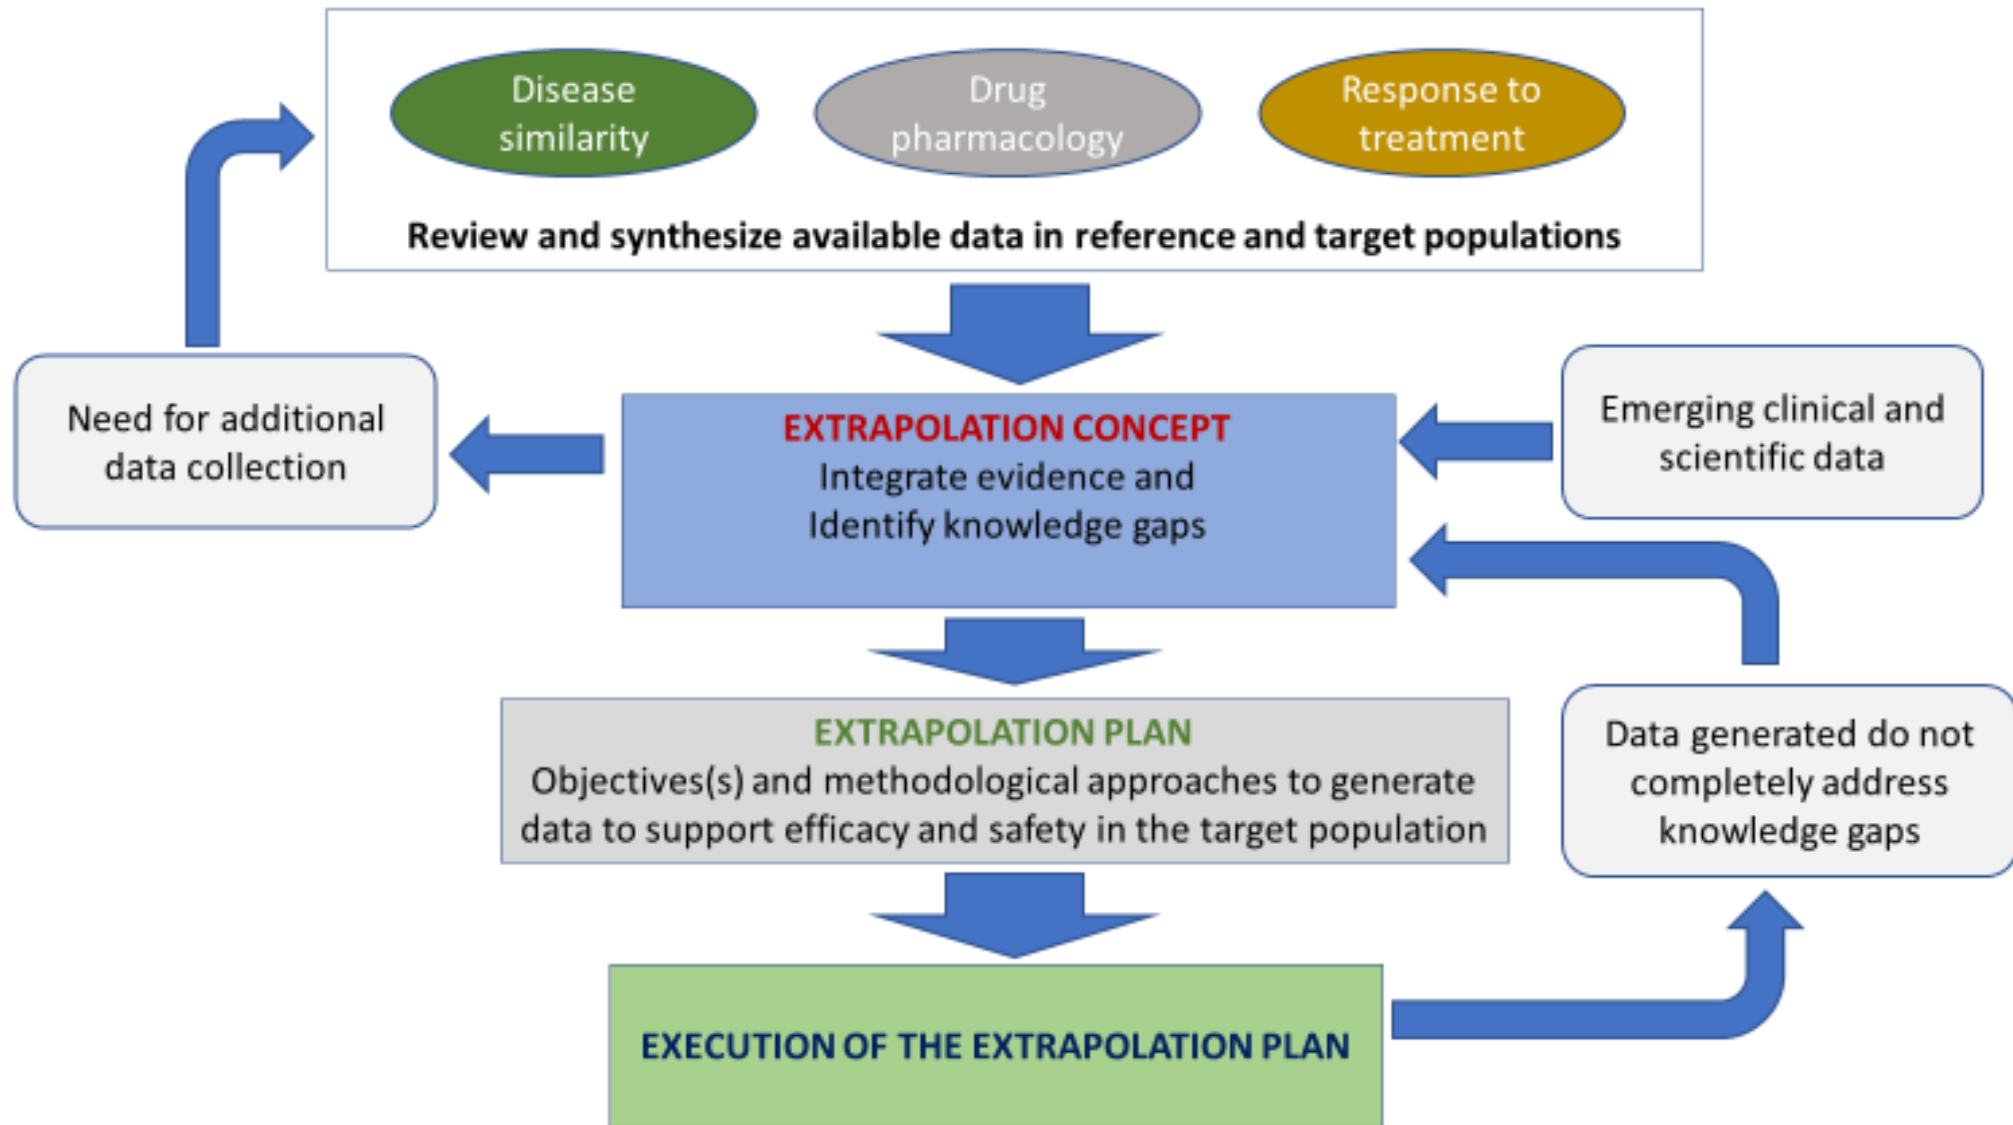 Disease
similarity
Drug
pharmacology
Response to
treatment
Review and synthesize available data in reference and target populations
Need for additional
data collection
EXTRAPOLATION CONCEPT
Integrate evidence and
Identify knowledge gaps
Emerging clinical and
scientific data
EXTRAPOLATION PLAN
Objectives(s) and methodological approaches to generate
data to support efficacy and safety in the target population
Data generated do not
completely address
knowledge gaps
EXECUTION OF THE EXTRAPOLATION PLAN